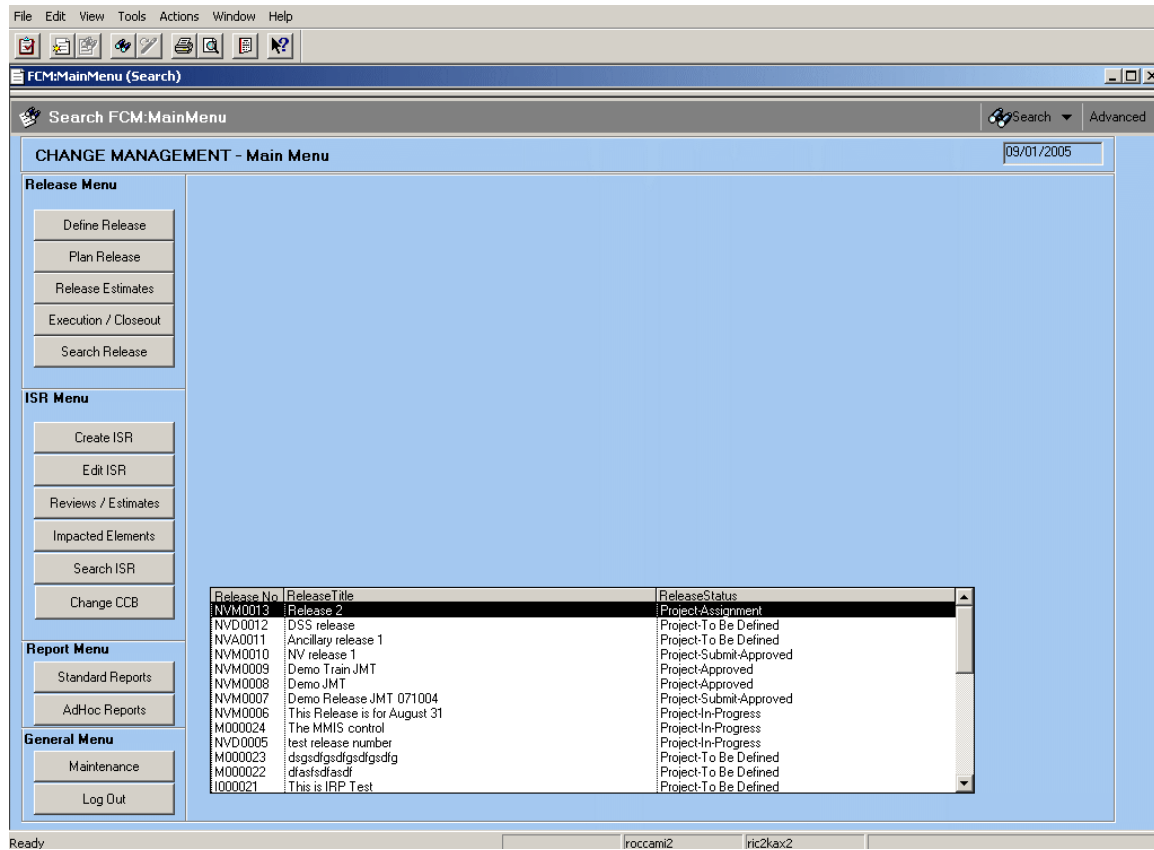 File Edit View Tools Actions Window Help
FCM:MainMenu (Search)
Search FCM:MainMenu
Search
Advanced
CHANGE MANAGEMENT - Main Menu
09/01/2005
Release Menu
Define Release
Plan Release
Release Estimates
Execution / Closeout
Search Release
ISR Menu
Create ISR
Edit ISR
Reviews / Estimates
Impacted Elements
Search ISR
Change CCB
Report Menu
Standard Reports
AdHoc Reports
General Menu
Maintenance
Log Out
Release No ReleaseTitle ReleaseStatus
NVM0013 Release 2 Project-Assignment
NVD0012 DSS release Project-To Be Defined
NVA0011 Ancillary release 1 Project-To Be Defined
NVM0010 NV release 1 Project-Submit-Approved
NVM0009 Demo Train JMT Project-Approved
NVM0008 Demo JMT Project-Approved
NVM0007 Demo Release JMT 071004 Project-Submit-Approved
NVM0006 This Release is for August 31 Project-In-Progress
M000024 The MMIS control Project-In-Progress
NVD0005 test release number Project-In-Progress
M000023 dsgsdfgsdfgsdfgsdfg Project-To Be Defined
M000022 dfasfsdfasdf Project-To Be Defined
I000021 This is IRP Test Project-To Be Defined
Ready
roccami2
ric2kax2